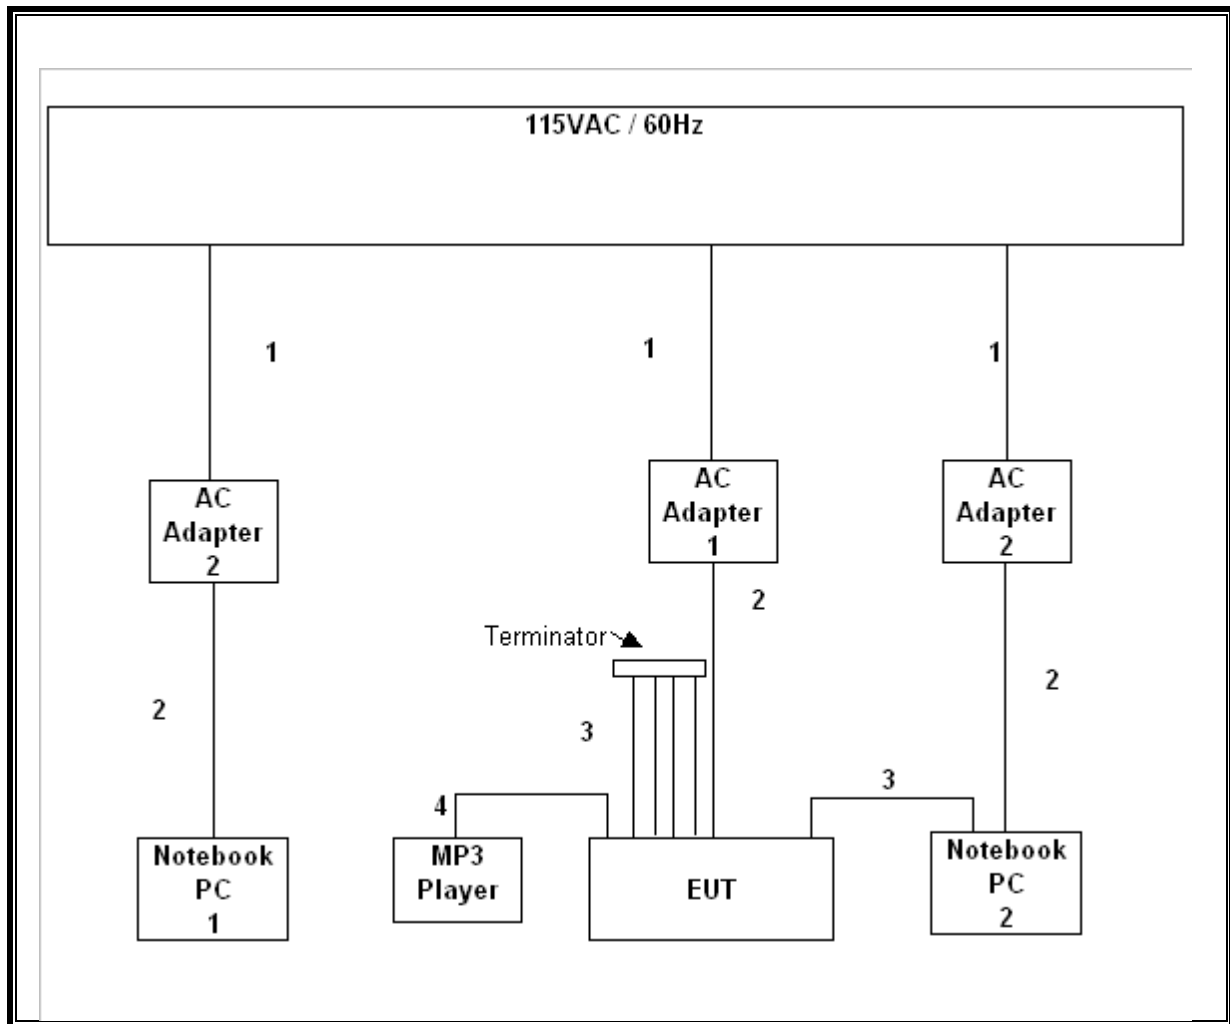 115VAC / 60Hz
1
1
1
AC
Adapter
2
AC
Adapter
1
AC
Adapter
2
2
Terminator
2
2
3
3
4
Notebook
PC
1
MP3
Player
EUT
Notebook
PC
2